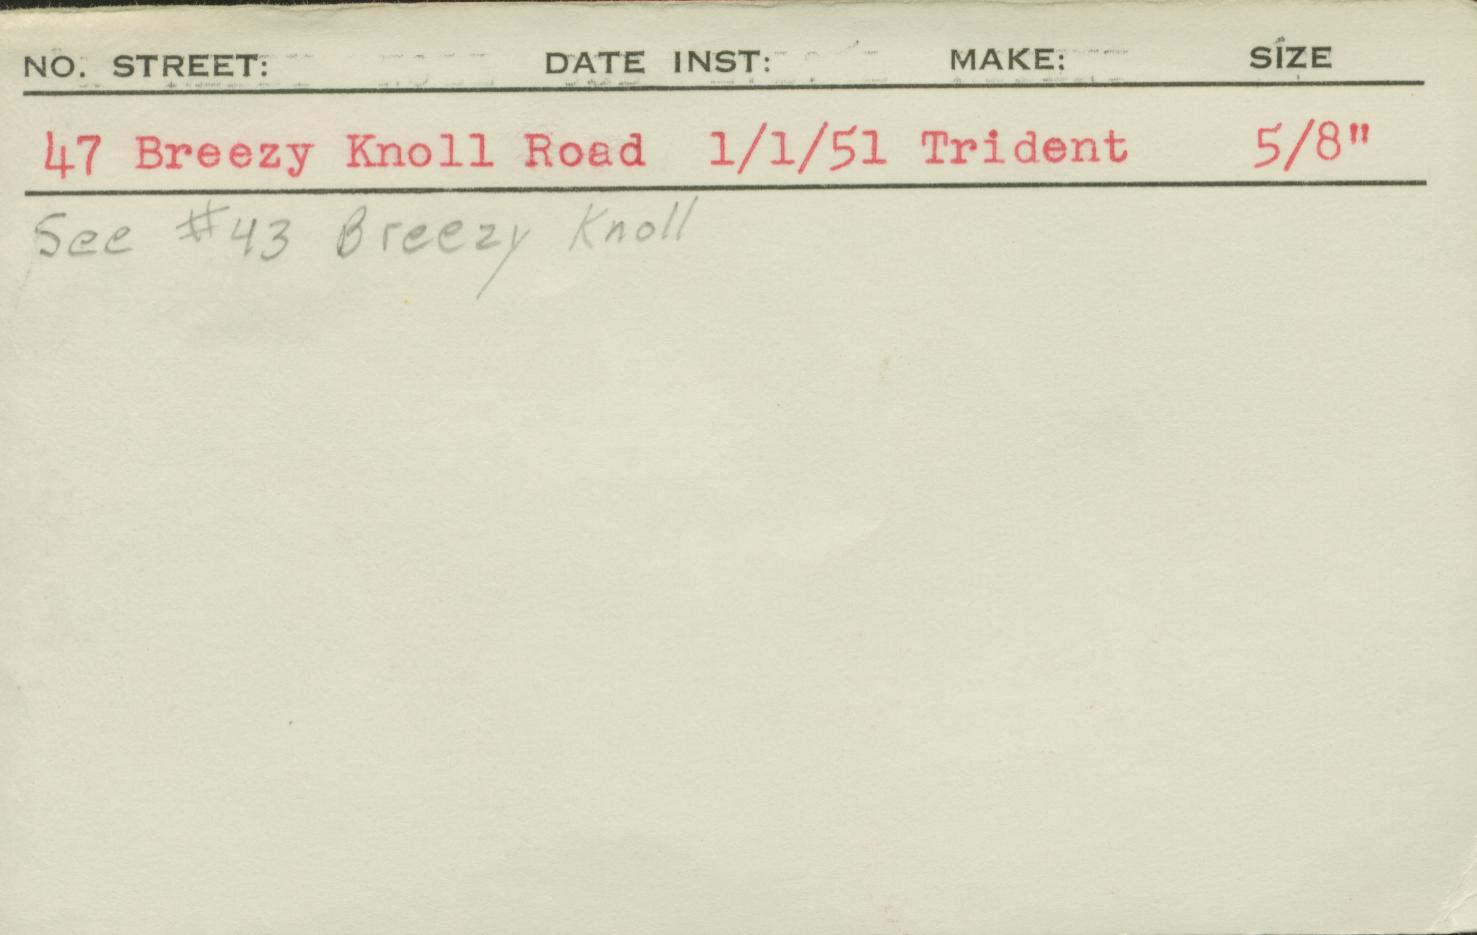 NO. STREET: DATE INST: MAKE: SIZE
47 Breezy Knoll Road 1/1/51 Trident 5/8"
See #43 Breezy Knoll